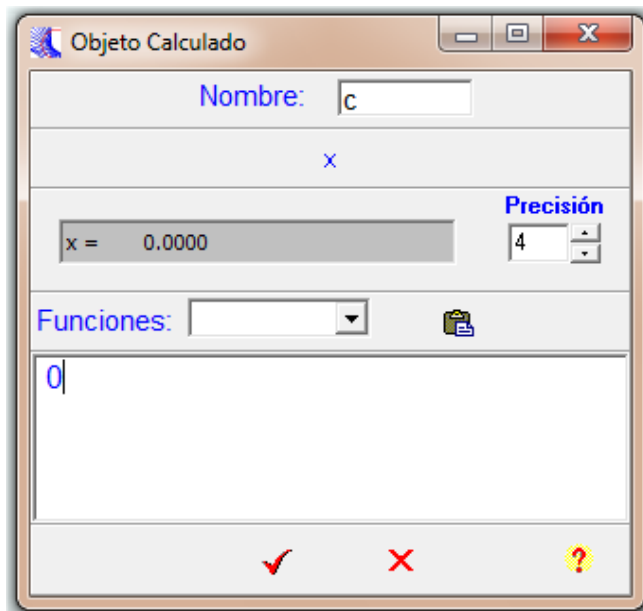 Objeto Calculado
Nombre: c
x
Precisión
x = 0.0000 4
Funciones:
0
?